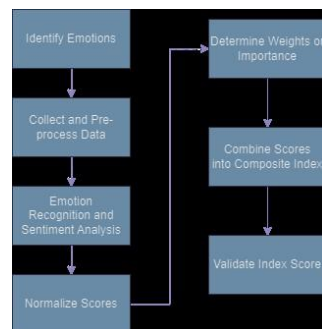 Identify Emotions
Collect and Pre-
process Data
Emotion
Recognition and
Sentiment Analysis
Normalize Scores
Determine Weights or
Importance
Combine Scores
into Composite Index
Validate Index Score